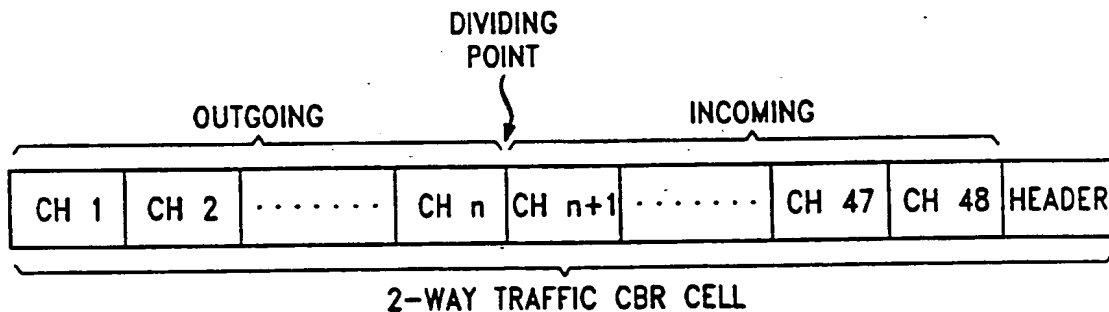 DIVIDING
POINT
OUTGOING
INCOMING
CH 1 CH 2 ....... CH n CH n+1 ....... CH 47 CH 48 HEADER
2-WAY TRAFFIC CBR CELL